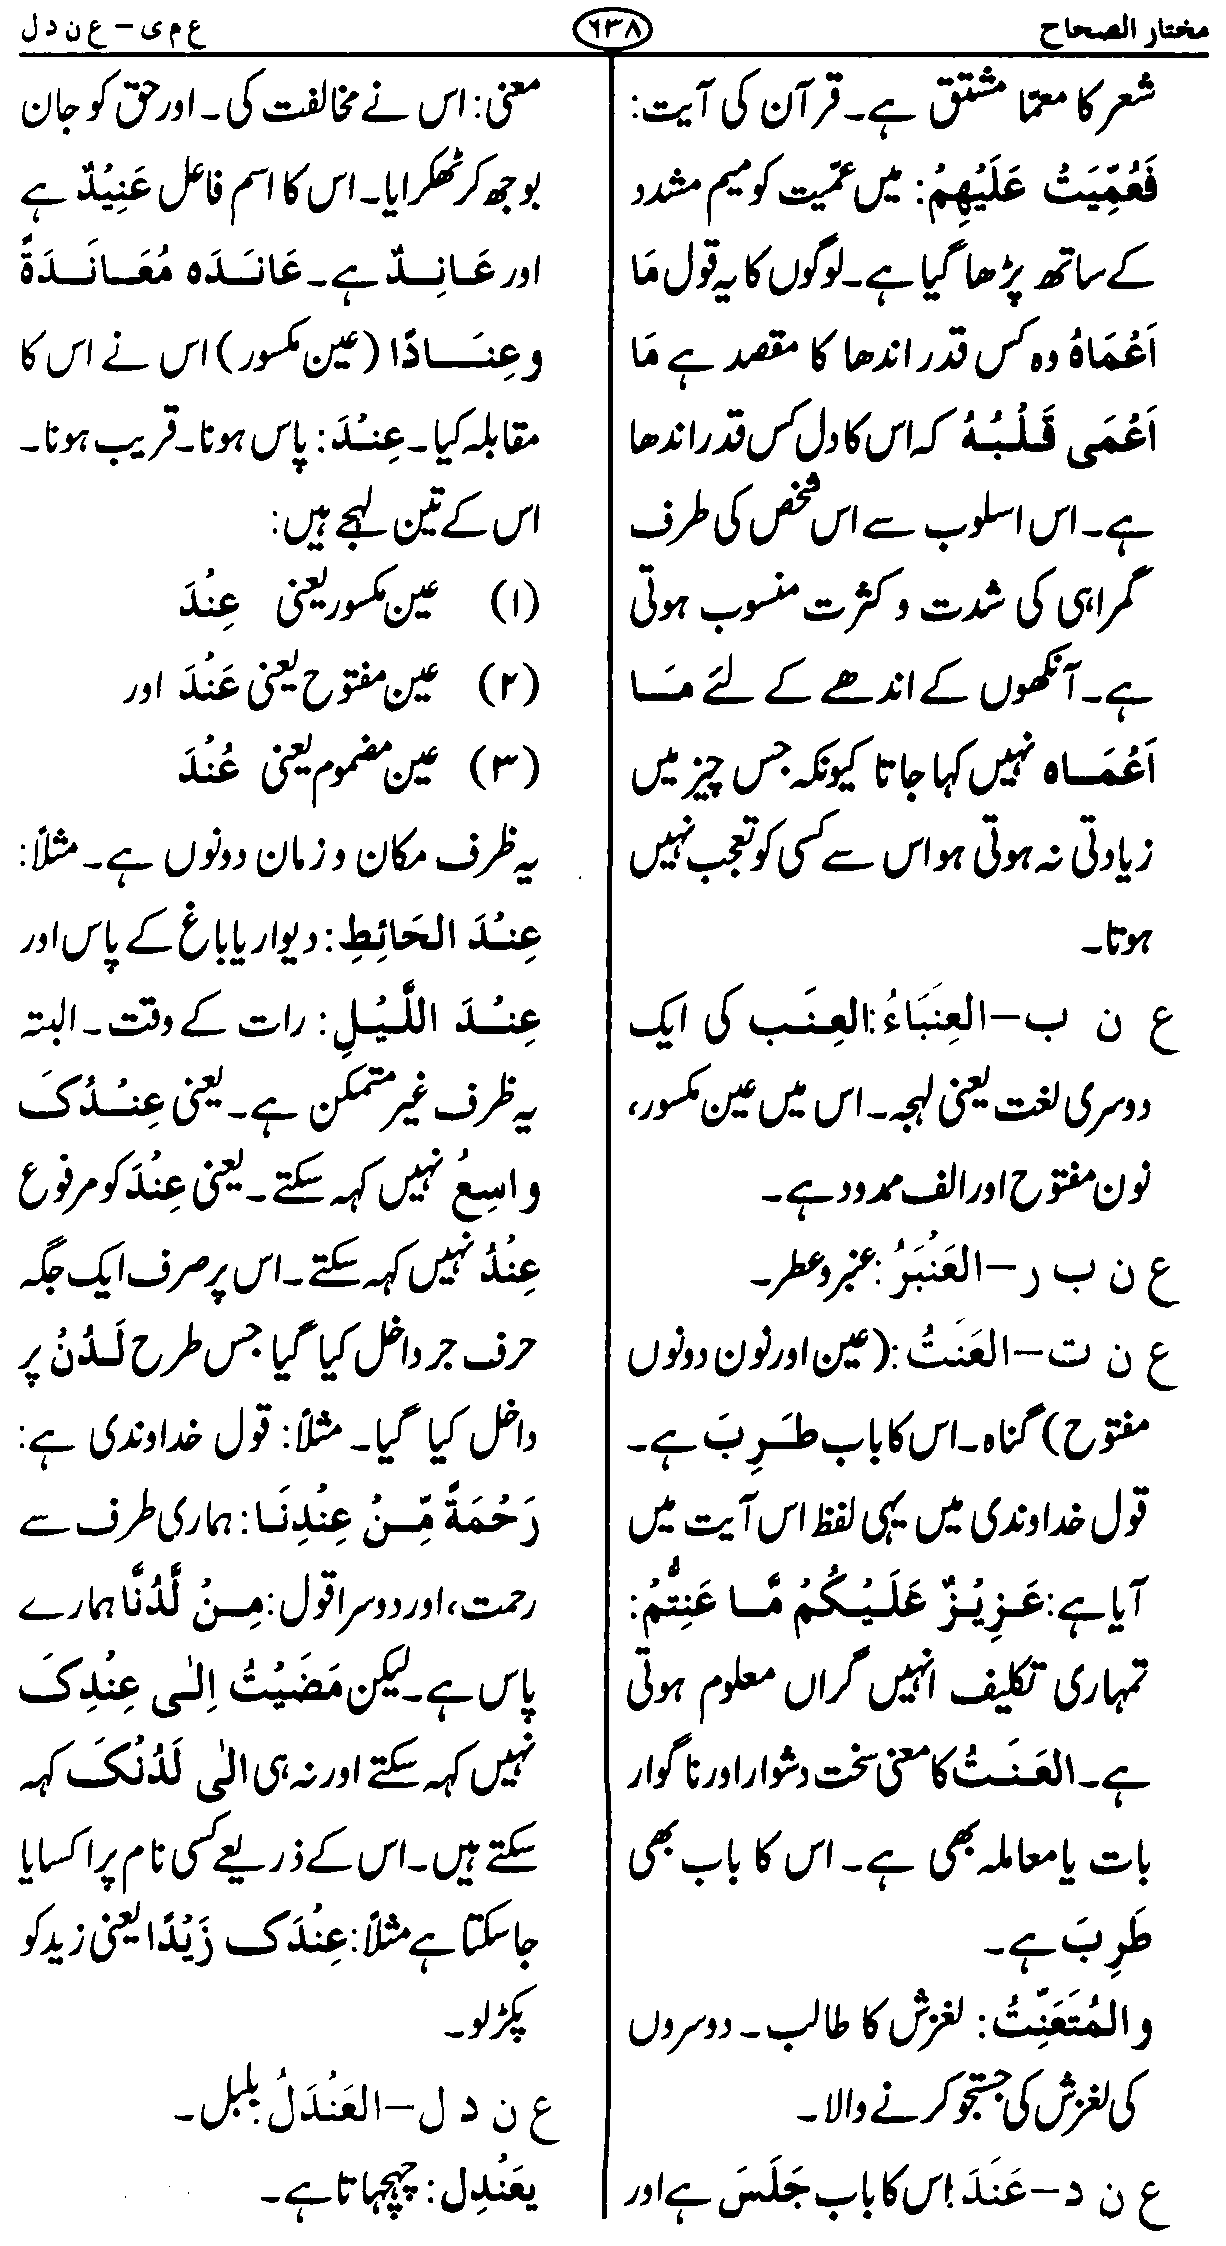 مختار الصحاح
٦٣٨
ع م ی – ع ن د ل
شعر کا معمّا مشتق ہے۔ قرآن کی آیت:
فَعُمِّيَتْ عَلَيْهِمْ: میں عمّیت کو میم مشدد
کے ساتھ پڑھا گیا ہے۔ لوگوں کا یہ قول مَا
اَعْمَاهُ وہ کس قدر اندھا کا مقصد ہے مَا
اَعْمَی قَلْبُهُ کہ اس کا دل کس قدر اندھا
ہے۔ اس اسلوب سے اس شخص کی طرف
گمراہی کی شدت و کثرت منسوب ہوتی
ہے۔ آنکھوں کے اندھے کے لئے مَا
اَعْمَاہ نہیں کہا جاتا کیونکہ جس چیز میں
زیادتی نہ ہوتی ہو اس سے کسی کو تعجب نہیں
ہوتا۔
ع ن ب – العِنَبَاءُ: العِنَب کی ایک
دوسری لغت یعنی لہجہ۔ اس میں عین مکسور،
نون مفتوح اور الف ممدود ہے۔
ع ن ب ر – العَنْبَرُ: عنبر و عطر۔
ع ن ت – العَنَتُ: (عین اور نون دونوں
مفتوح) گناہ۔ اس کا باب طَرِبَ ہے۔
قول خداوندی میں یہی لفظ اس آیت میں
آیا ہے: عَزِيْزٌ عَلَيْكُمْ مَّا عَنِتُّمْ:
تمہاری تکلیف انہیں گراں معلوم ہوتی
ہے۔ العَنَتُ کا معنی سخت دشوار اور ناگوار
بات یا معاملہ بھی ہے۔ اس کا باب بھی
طَرِبَ ہے۔
و المُتَعَنِّتُ: لغزش کا طالب۔ دوسروں
کی لغزش کی جستجو کرنے والا۔
ع ن د – عَنَدَ: اس کا باب جَلَسَ ہے اور
معنی: اس نے مخالفت کی۔ اور حق کو جان
بوجھ کر ٹھکرایا۔ اس کا اسم فاعل عَنِيْدٌ ہے
اور عَانِدٌ ہے۔ عَانَدَہ مُعَانَدَةً
و عِنَادًا (عین مکسور) اس نے اس کا
مقابلہ کیا۔ عِنْدَ: پاس ہونا۔ قریب ہونا۔
اس کے تین لہجے ہیں:
(۱) عین مکسور یعنی عِنْدَ
(۲) عین مفتوح یعنی عَنْدَ اور
(۳) عین مضموم یعنی عُنْدَ
یہ ظرف مکان و زمان دونوں ہے۔ مثلاً:
عِنْدَ الحَائِطِ: دیوار یا باغ کے پاس اور
عِنْدَ اللَّيْلِ: رات کے وقت۔ البتہ
یہ ظرف غیر متمکن ہے۔ یعنی عِنْدُکَ
و اسِعُ نہیں کہہ سکتے۔ یعنی عِنْدَ کو مرفوع
عِنْدُ نہیں کہہ سکتے۔ اس پر صرف ایک جگہ
حرف جر داخل کیا گیا جس طرح لَدُنْ پر
داخل کیا گیا۔ مثلاً: قول خداوندی ہے:
رَحْمَةً مِّنْ عِنْدِنَا: ہماری طرف سے
رحمت، اور دوسرا قول: مِنْ لَّدُنَّا ہمارے
پاس ہے۔ لیکن مَضَيْتُ اِلٰی عِنْدِکَ
نہیں کہہ سکتے اور نہ ہی الٰی لَدُنْکَ کہہ
سکتے ہیں۔ اس کے ذریعے کسی نام پر اکسایا
جا سکتا ہے مثلاً: عِنْدَک زَيْدًا یعنی زید کو
پکڑ لو۔
ع ن د ل – العَنْدَلُ: بلبل۔
يعَنْدِل: چہچہاتا ہے۔